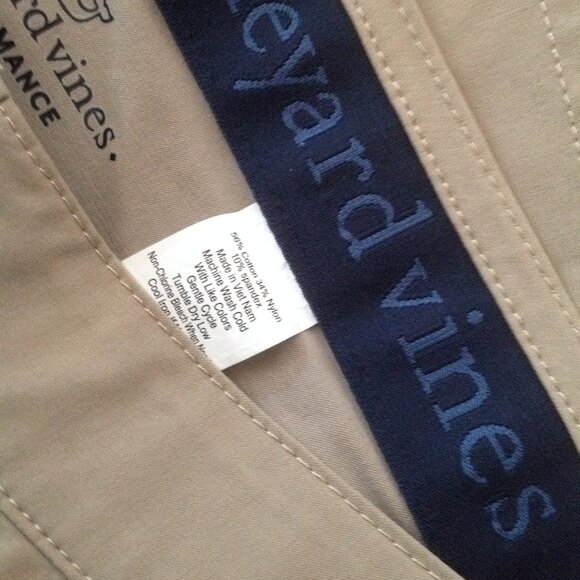 rd vines.
MANCE
eyard vines
56% Cotton 34% Nylon
10% spandex
Made in Viet Nam
Machine Wash Cold
With Like Colors
Gentle Cycle
Tumble Dry Low
Non-Chlorine Bleach When
Cool Iron